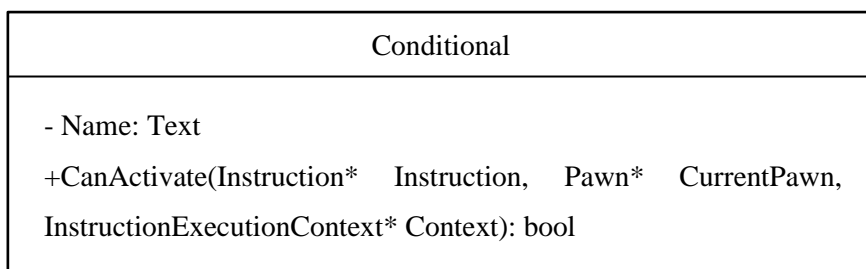 Conditional
- Name: Text
+CanActivate(Instruction* Instruction, Pawn* CurrentPawn,
InstructionExecutionContext* Context): bool